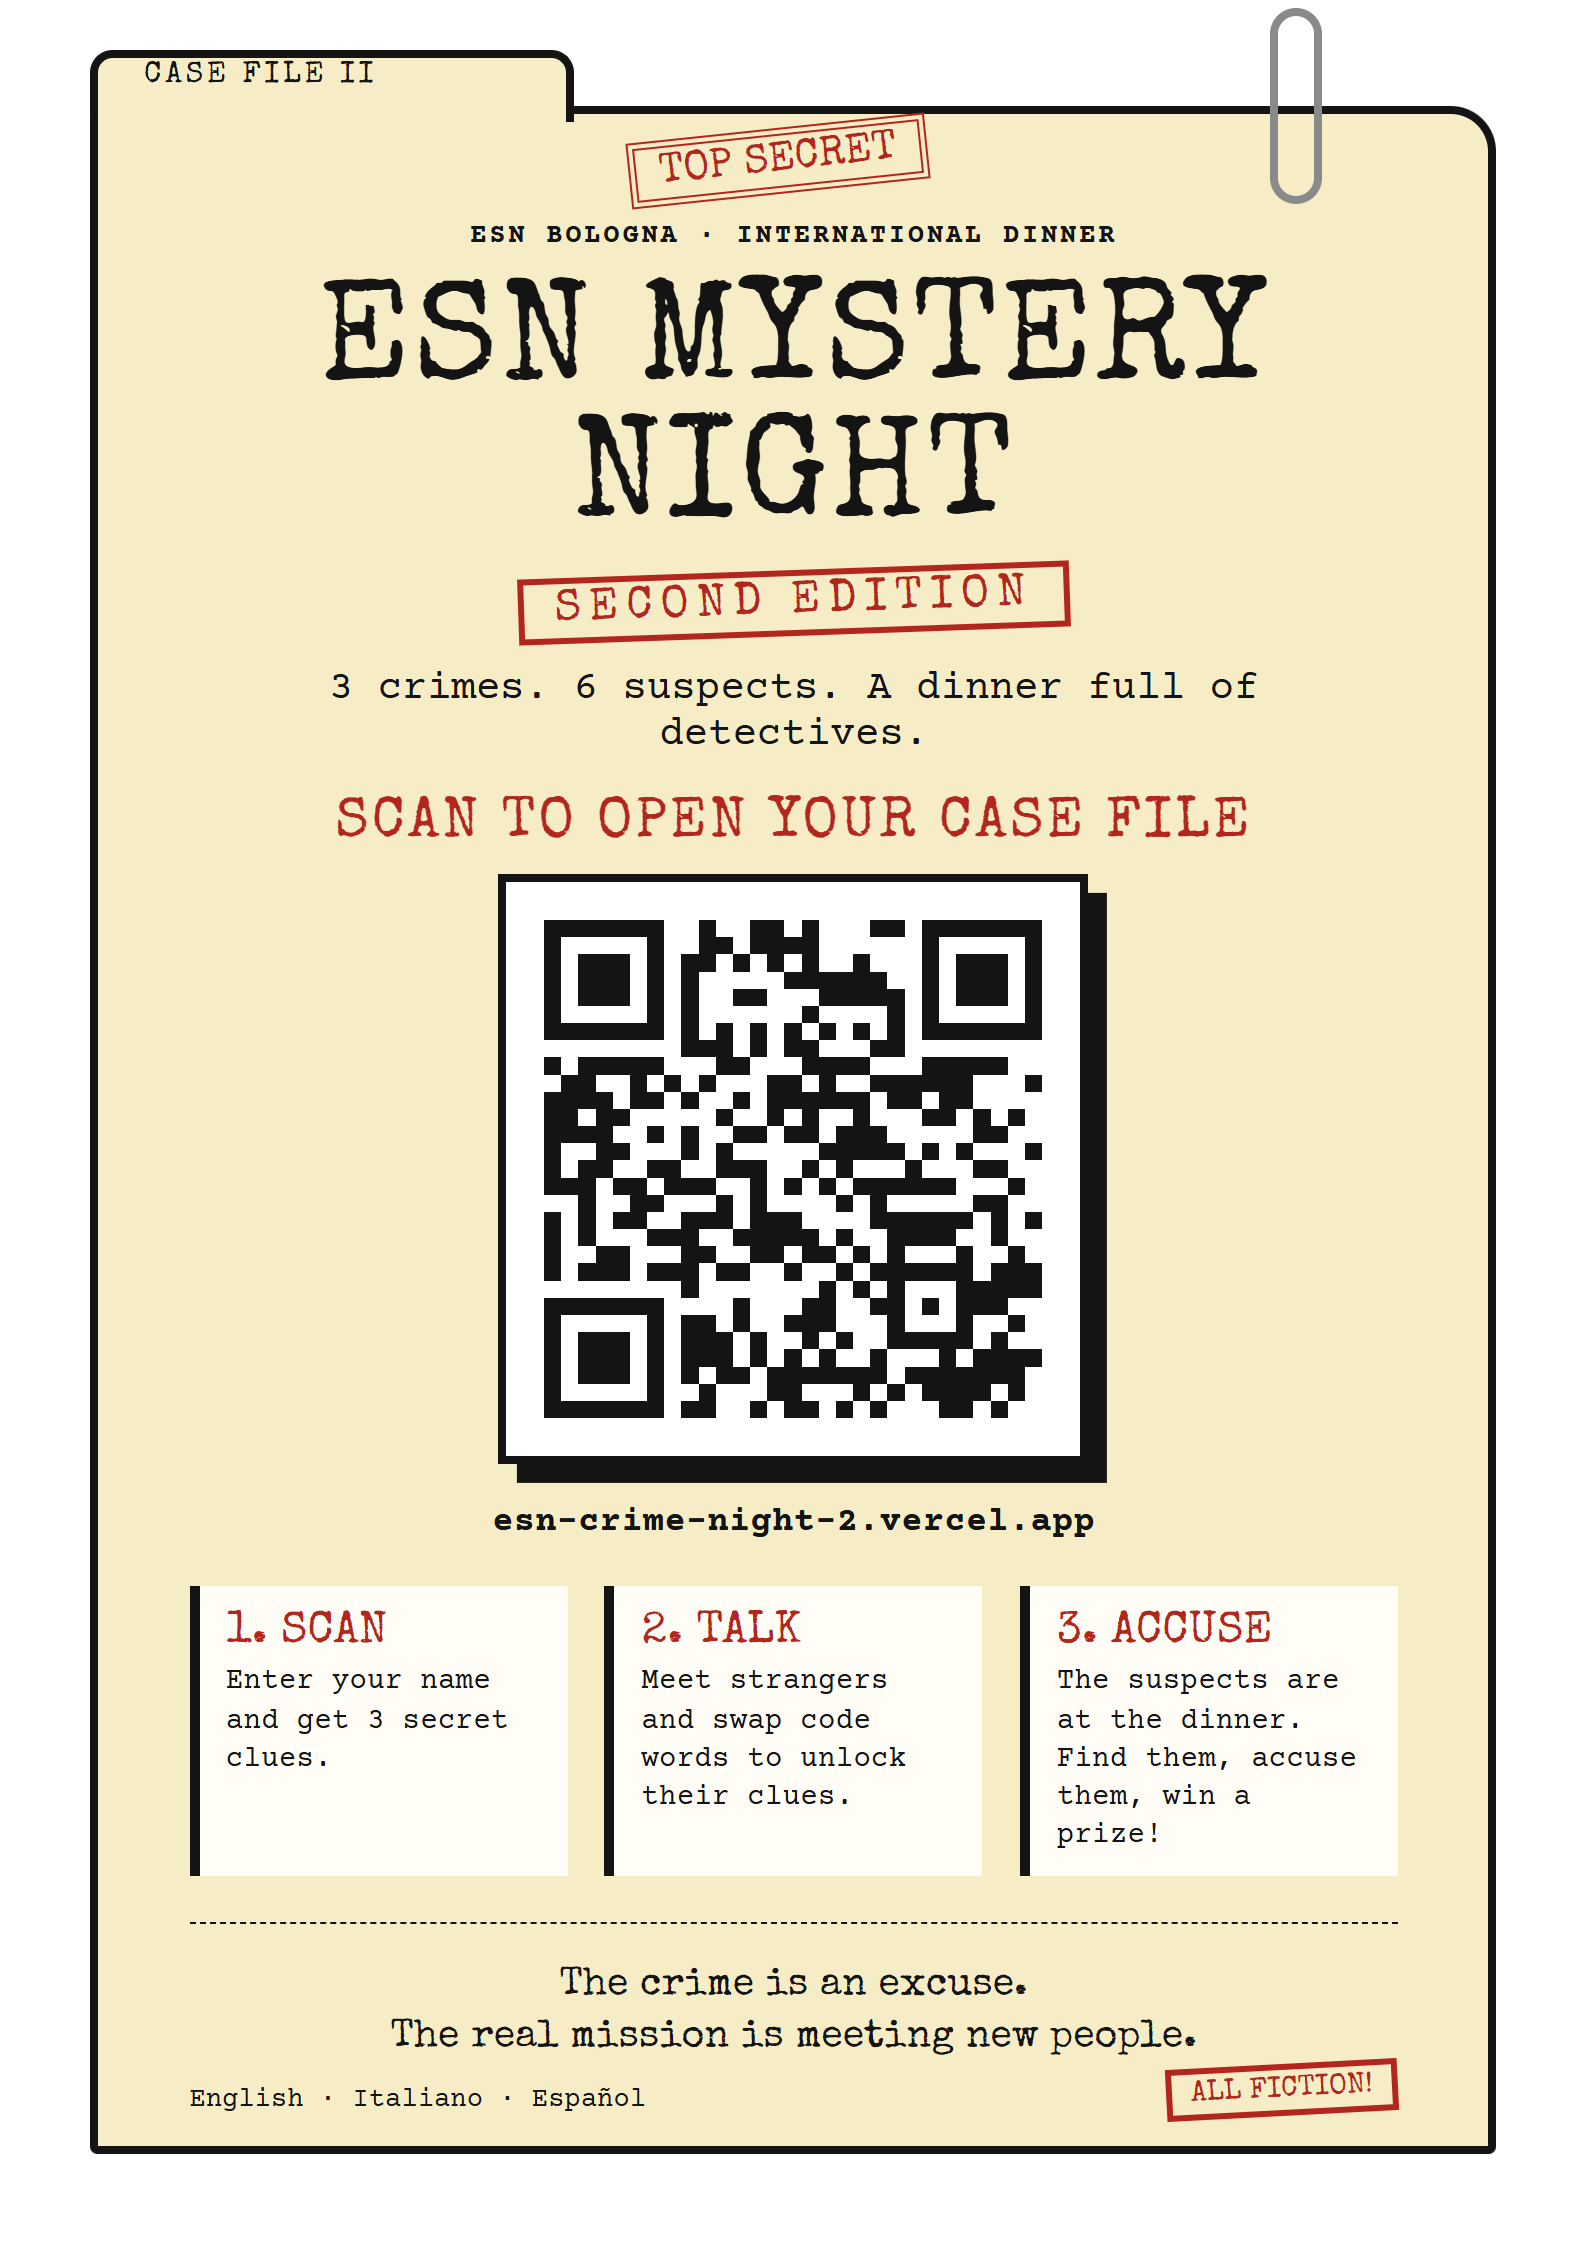 CASE FILE II
TOP SECRET
ESN BOLOGNA · INTERNATIONAL DINNER
ESN MYSTERY
NIGHT
SECOND EDITION
3 crimes. 6 suspects. A dinner full of
detectives.
SCAN TO OPEN YOUR CASE FILE
esn-crime-night-2.vercel.app
1. SCAN
Enter your name
and get 3 secret
clues.
2. TALK
Meet strangers
and swap code
words to unlock
their clues.
3. ACCUSE
The suspects are
at the dinner.
Find them, accuse
them, win a
prize!
The crime is an excuse.
The real mission is meeting new people.
English · Italiano · Español
ALL FICTION!